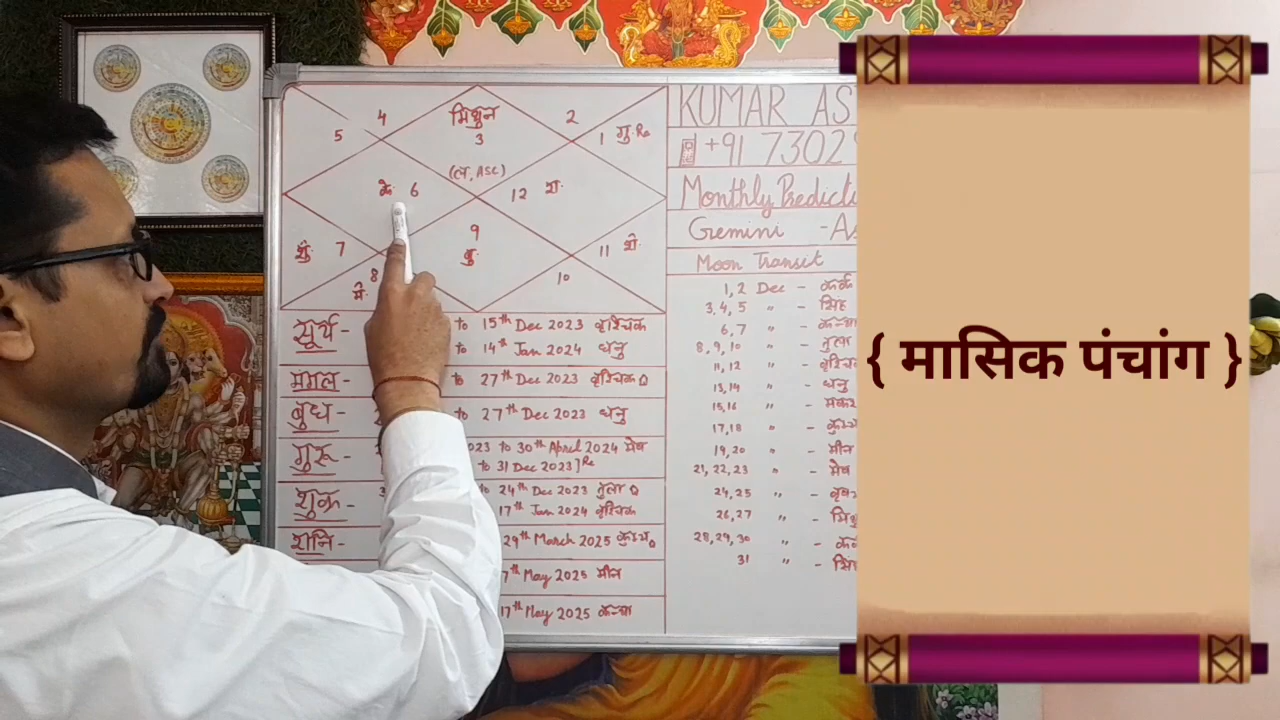 4
मिथुन
2
5
3
1 गु. Re
(ल, ASC)
के. 6
12 रा.
शु. 7
9
बु.
11 श.
8
मं.
10
सूर्य-
to 15th Dec 2023 वृश्चिक
to 14th Jan 2024 धनु
मंगल-
to 27th Dec 2023 वृश्चिक
बुध-
to 27th Dec 2023 धनु
गुरू-
023 to 30th April 2024 मेष
to 31 Dec 2023] Re
शुक्र-
to 24th Dec 2023 तुला
17th Jan 2024 वृश्चिक
शनि-
29th March 2025 कुम्भ
7th May 2025 मीन
17th May 2025 कन्या
KUMAR AS
+91 7302
Monthly Predicti
Gemini - As
Moon Transit
1, 2 Dec - कर्क
3, 4, 5 " - सिंह
6, 7 " - कन्या
8, 9, 10 " - तुला
11, 12 " - वृश्चि
13, 14 " - धनु
15, 16 " - मकर
17, 18 " - कुम्भ
19, 20 " - मीन
21, 22, 23 " - मेष
24, 25 " - वृष
26, 27 " - मिथु
28, 29, 30 " - कर्
31 " - सिं
{ मासिक पंचांग }